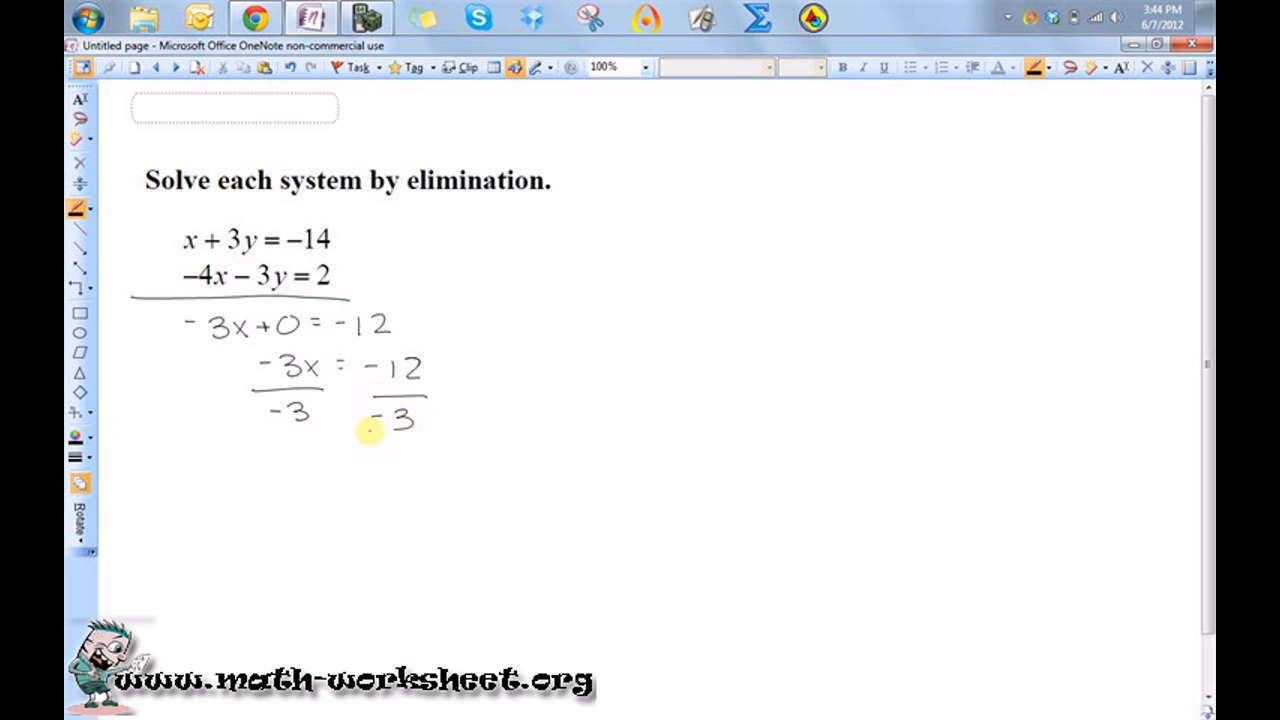 3:44 PM
6/7/2012
Untitled page - Microsoft Office OneNote non-commercial use
Task Tag Clip 100% B I U A
Solve each system by elimination.
x + 3y = −14
−4x − 3y = 2
- 3x + 0 = - 12
- 3x = - 12
- 3 - 3
Rotate
www.math-worksheet.org